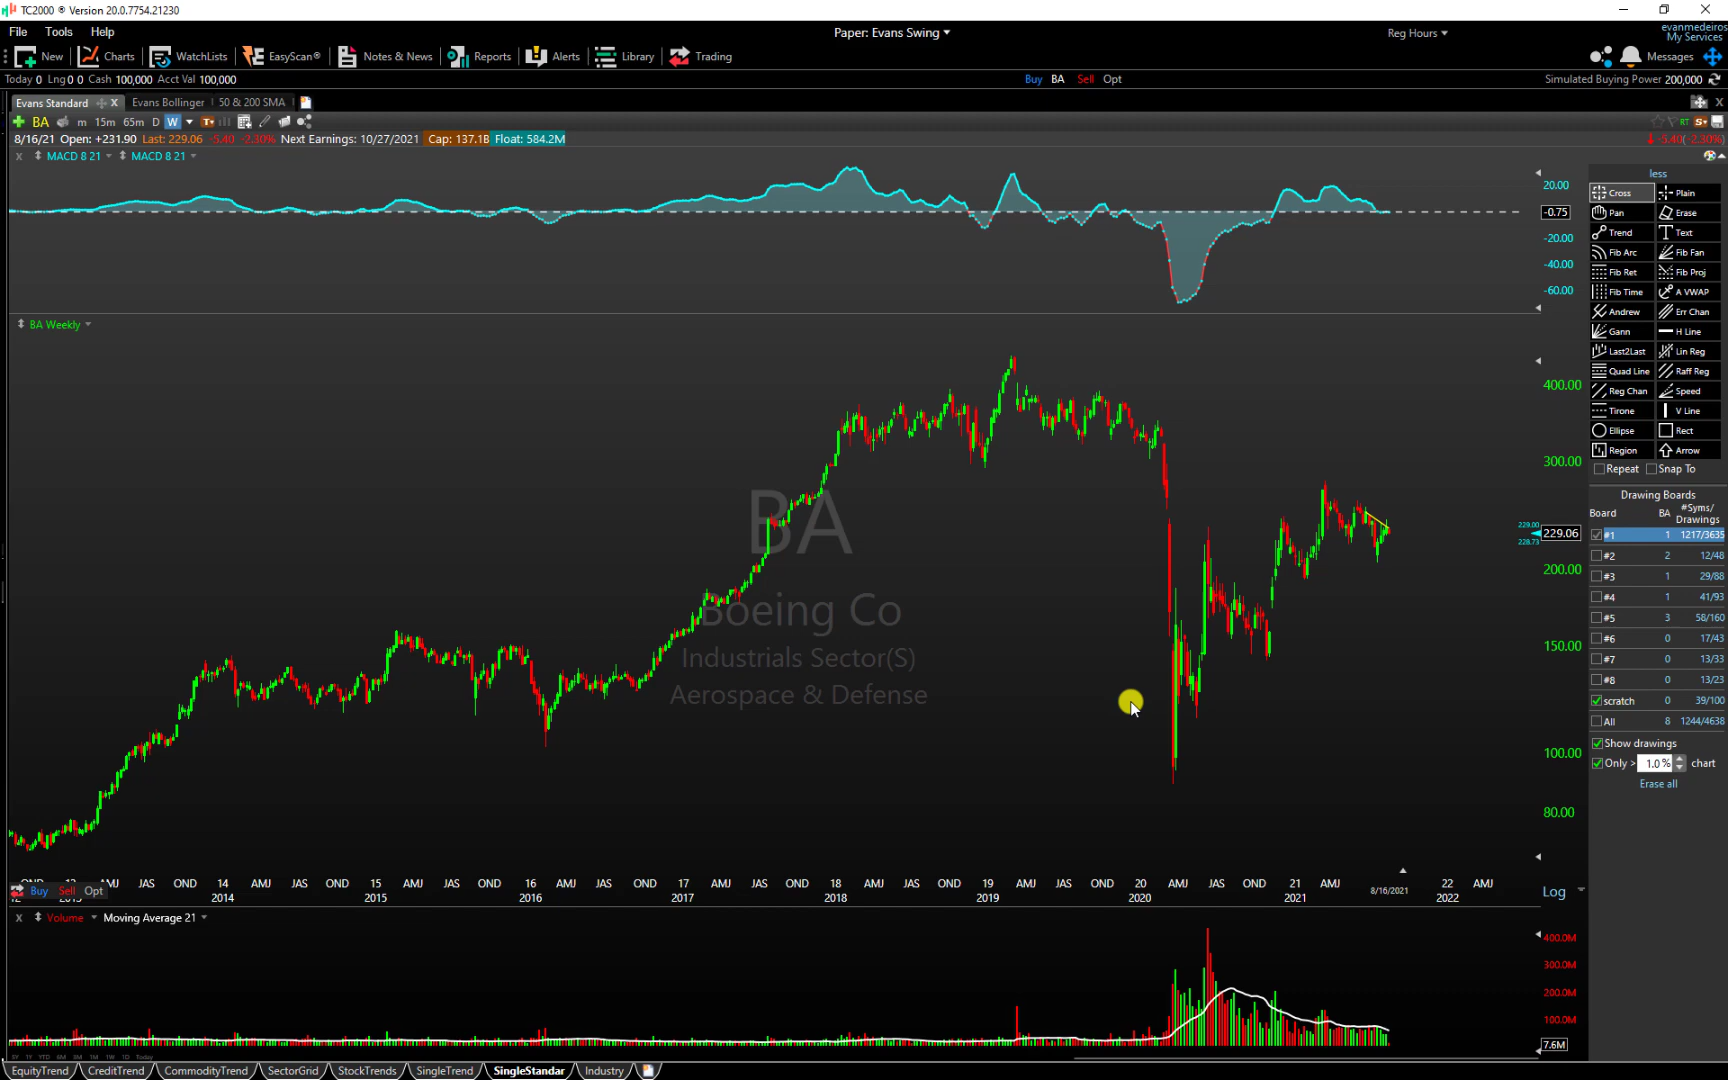 TC2000 ® Version 20.0.7754.21230
File Tools Help
Paper: Evans Swing
Reg Hours
evanmedeiros
My Services
New Charts WatchLists EasyScan® Notes & News Reports Alerts Library Trading
Messages
Today 0 Lng 0 0 Cash 100,000 Acct Val 100,000
Buy BA Sell Opt
Simulated Buying Power 200,000
Evans Standard X Evans Bollinger 50 & 200 SMA
BA m 15m 65m D W
RT
8/16/21 Open: +231.90 Last: 229.06 -5.40 -2.30% Next Earnings: 10/27/2021 Cap: 137.1B Float: 584.2M
-5.40(-2.30%)
X MACD 8 21 MACD 8 21
20.00
-0.75
-20.00
-40.00
-60.00
BA Weekly
BA
Boeing Co
Industrials Sector(S)
Aerospace & Defense
400.00
300.00
229.00
229.06
228.73
200.00
150.00
100.00
80.00
AMJ JAS OND 14 AMJ JAS OND 15 AMJ JAS OND 16 AMJ JAS OND 17 AMJ JAS OND 18 AMJ JAS OND 19 AMJ JAS OND 20 AMJ JAS OND 21 AMJ 22 AMJ
Buy Sell Opt
8/16/2021
Log
2013 2014 2015 2016 2017 2018 2019 2020 2021 2022
X Volume Moving Average 21
400.0M
300.0M
200.0M
100.0M
7.6M
EquityTrend CreditTrend CommodityTrend SectorGrid StockTrends SingleTrend SingleStandar Industry
less
Cross Plain
Pan Erase
Trend Text
Fib Arc Fib Fan
Fib Ret Fib Proj
Fib Time A VWAP
Andrew Err Chan
Gann H Line
Last2Last Lin Reg
Quad Line Raff Reg
Reg Chan Speed
Tirone V Line
Ellipse Rect
Region Arrow
Repeat Snap To
Drawing Boards
Board BA #Syms/
Drawings
#1 1 1217/3635
#2 2 12/48
#3 1 29/88
#4 1 41/93
#5 3 58/160
#6 0 17/43
#7 0 13/33
#8 0 13/23
scratch 0 39/100
All 8 1244/4638
Show drawings
Only > 1.0% chart
Erase all